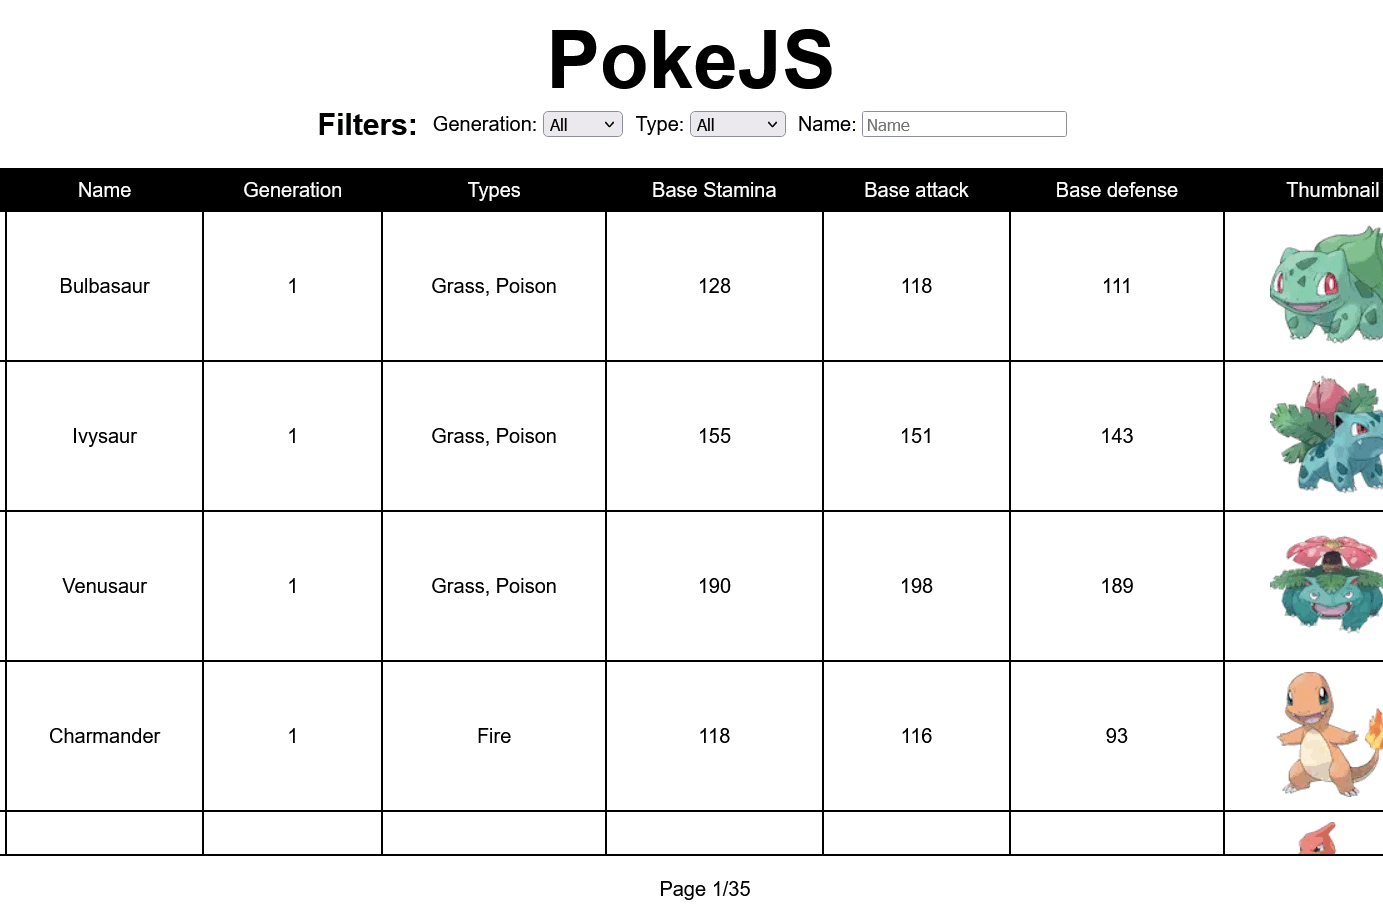 PokeJS
Filters: Generation: All Type: All Name: Name
Name Generation Types Base Stamina Base attack Base defense Thumbnail
Bulbasaur 1 Grass, Poison 128 118 111
Ivysaur 1 Grass, Poison 155 151 143
Venusaur 1 Grass, Poison 190 198 189
Charmander 1 Fire 118 116 93
Page 1/35